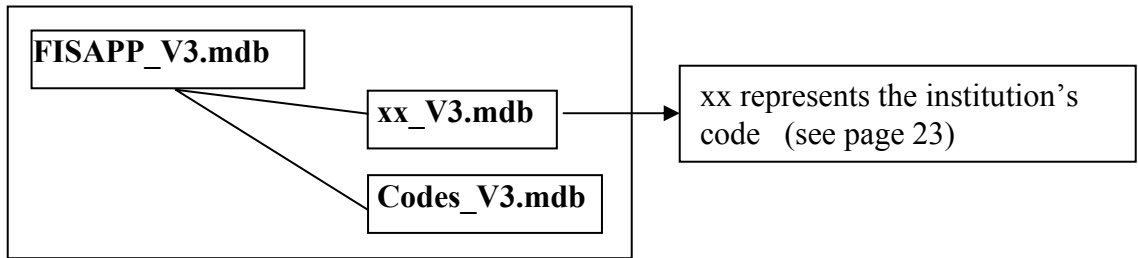 FISAPP_V3.mdb
xx_V3.mdb
Codes_V3.mdb
xx represents the institution's
code (see page 23)